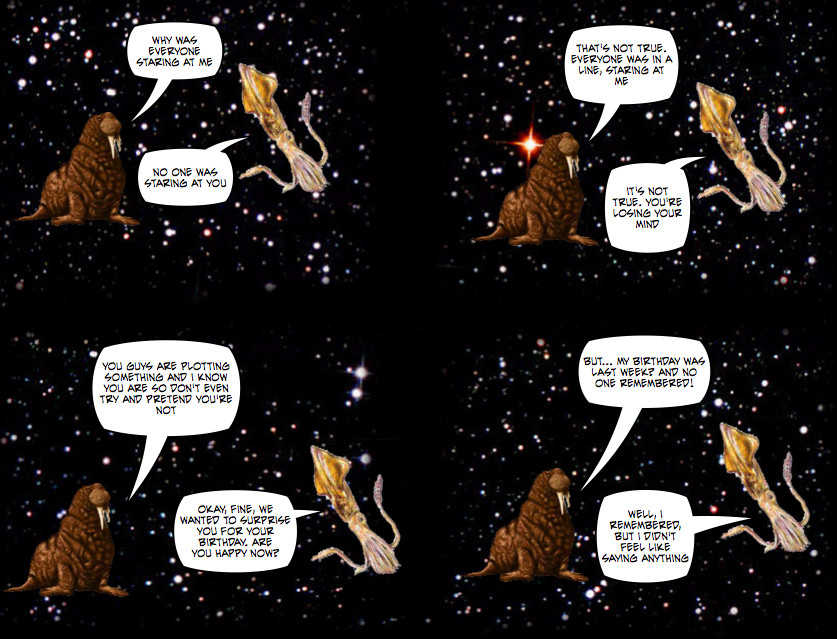 WHY WAS
EVERYONE
STARING AT ME
NO ONE WAS
STARING AT YOU
THAT'S NOT TRUE.
EVERYONE WAS IN A
LINE, STARING AT
ME
IT'S NOT
TRUE. YOU'RE
LOSING YOUR
MIND
YOU GUYS ARE PLOTTING
SOMETHING AND I KNOW
YOU ARE SO DON'T EVEN
TRY AND PRETEND YOU'RE
NOT
OKAY, FINE, WE
WANTED TO SURPRISE
YOU FOR YOUR
BIRTHDAY. ARE
YOU HAPPY NOW?
BUT... MY BIRTHDAY WAS
LAST WEEK? AND NO
ONE REMEMBERED!
WELL, I
REMEMBERED,
BUT I DIDN'T
FEEL LIKE
SAYING ANYTHING